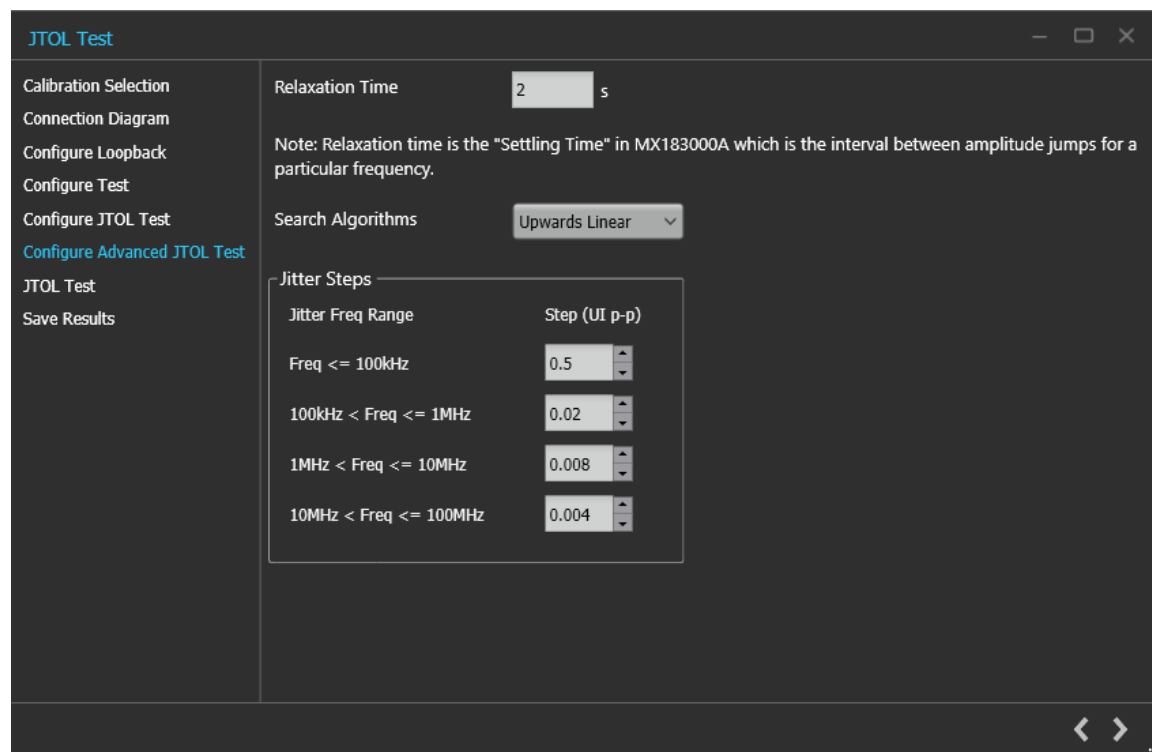 JTOL Test
Calibration Selection
Connection Diagram
Configure Loopback
Configure Test
Configure JTOL Test
Configure Advanced JTOL Test
JTOL Test
Save Results
Relaxation Time 2 s
Note: Relaxation time is the "Settling Time" in MX183000A which is the interval between amplitude jumps for a
particular frequency.
Search Algorithms Upwards Linear
Jitter Steps
Jitter Freq Range Step (UI p-p)
Freq <= 100kHz 0.5
100kHz < Freq <= 1MHz 0.02
1MHz < Freq <= 10MHz 0.008
10MHz < Freq <= 100MHz 0.004